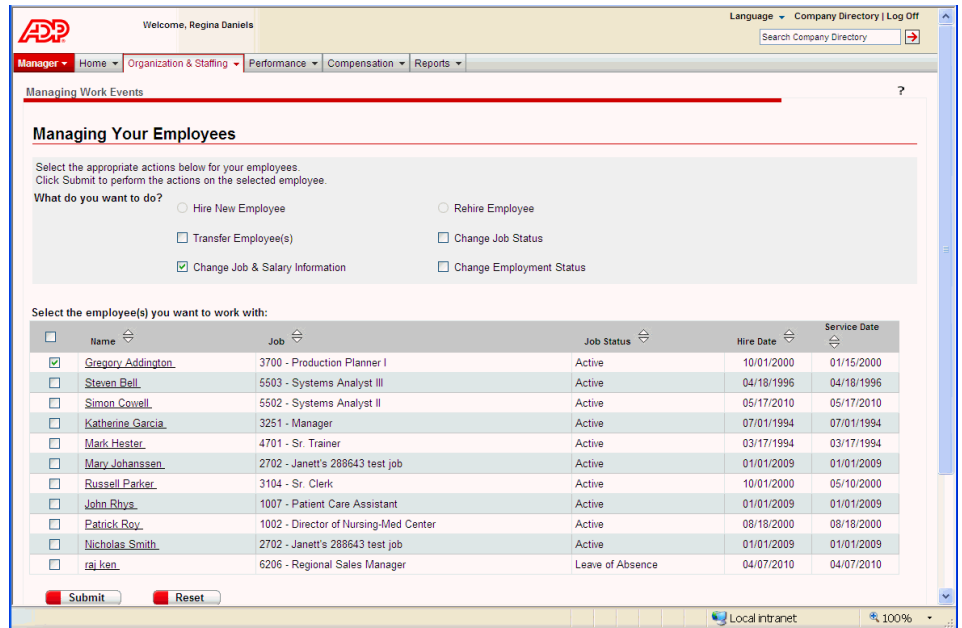 Language Company Directory | Log Off
ADP
Welcome, Regina Daniels
Search Company Directory
Manager Home Organization & Staffing Performance Compensation Reports
Managing Work Events ?
Managing Your Employees
Select the appropriate actions below for your employees.
Click Submit to perform the actions on the selected employee.
What do you want to do?
Hire New Employee Rehire Employee
Transfer Employee(s) Change Job Status
Change Job & Salary Information Change Employment Status
Select the employee(s) you want to work with:
Name Job Job Status Hire Date Service Date
Gregory Addington 3700 - Production Planner I Active 10/01/2000 01/15/2000
Steven Bell 5503 - Systems Analyst III Active 04/18/1996 04/18/1996
Simon Cowell 5502 - Systems Analyst II Active 05/17/2010 05/17/2010
Katherine Garcia 3251 - Manager Active 07/01/1994 07/01/1994
Mark Hester 4701 - Sr. Trainer Active 03/17/1994 03/17/1994
Mary Johanssen 2702 - Janett's 288643 test job Active 01/01/2009 01/01/2009
Russell Parker 3104 - Sr. Clerk Active 10/01/2000 05/10/2000
John Rhys 1007 - Patient Care Assistant Active 01/01/2009 01/01/2009
Patrick Roy 1002 - Director of Nursing-Med Center Active 08/18/2000 08/18/2000
Nicholas Smith 2702 - Janett's 288643 test job Active 01/01/2009 01/01/2009
raj ken 6206 - Regional Sales Manager Leave of Absence 04/07/2010 04/07/2010
Submit Reset
Local intranet 100%